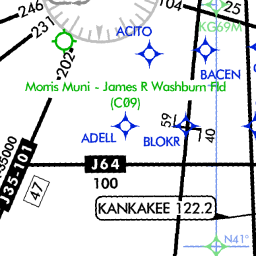 246
231
ACITO
104
25
KG69M
202
BACEN
Morris Muni - James R Washburn Fld
(C09)
ADELL
BLOKR
59
40
35000
J64
100
J35-101
47
KANKAKEE 122.2
N41°